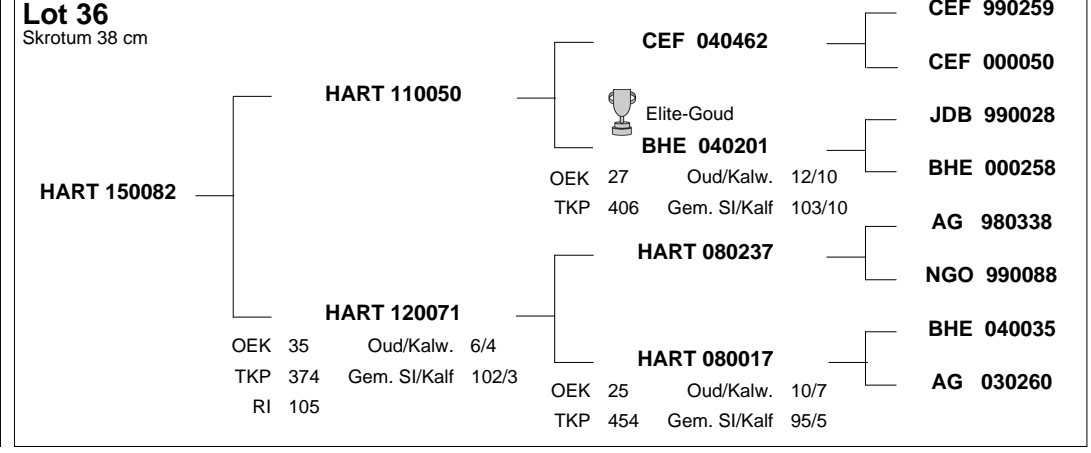 Lot 36
Skrotum 38 cm
CEF 990259
CEF 040462
CEF 000050
HART 110050
Elite-Goud
JDB 990028
BHE 040201
BHE 000258
OEK 27 Oud/Kalw. 12/10
TKP 406 Gem. SI/Kalf 103/10
HART 150082
AG 980338
HART 080237
NGO 990088
HART 120071
BHE 040035
OEK 35 Oud/Kalw. 6/4
HART 080017
TKP 374 Gem. SI/Kalf 102/3
AG 030260
OEK 25 Oud/Kalw. 10/7
RI 105
TKP 454 Gem. SI/Kalf 95/5